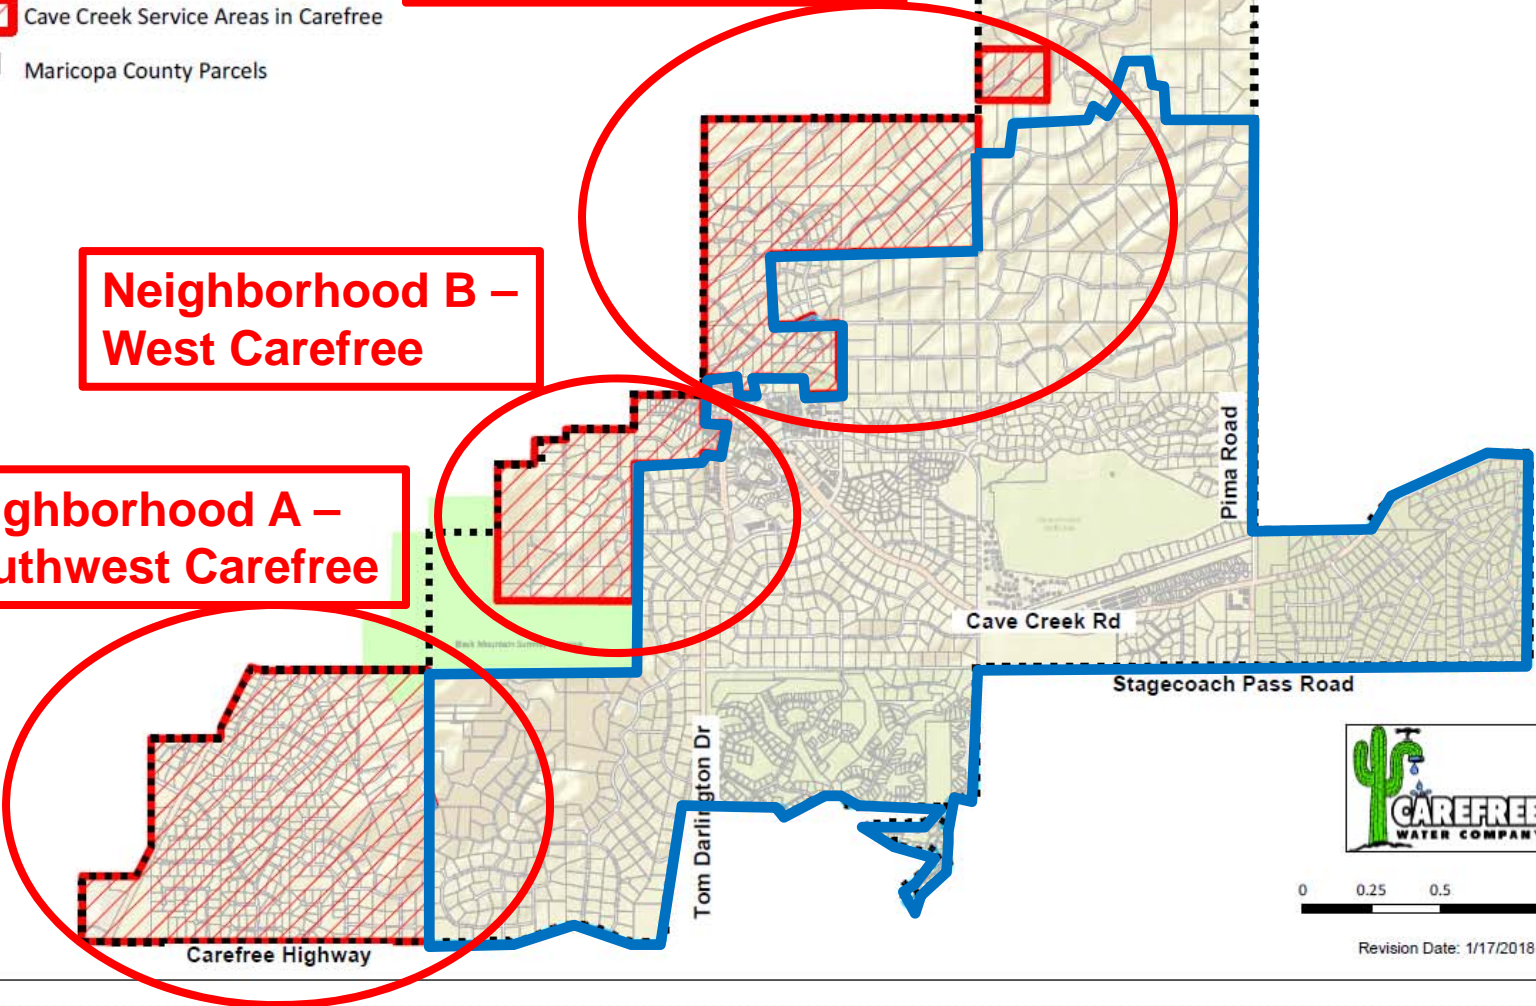 Cave Creek Service Areas in Carefree
Maricopa County Parcels
Neighborhood B –
West Carefree
ghborhood A –
uthwest Carefree
Pima Road
Cave Creek Rd
Stagecoach Pass Road
Tom Darlington Dr
Carefree Highway
CAREFREE
WATER COMPANY
0 0.25 0.5
Revision Date: 1/17/2018